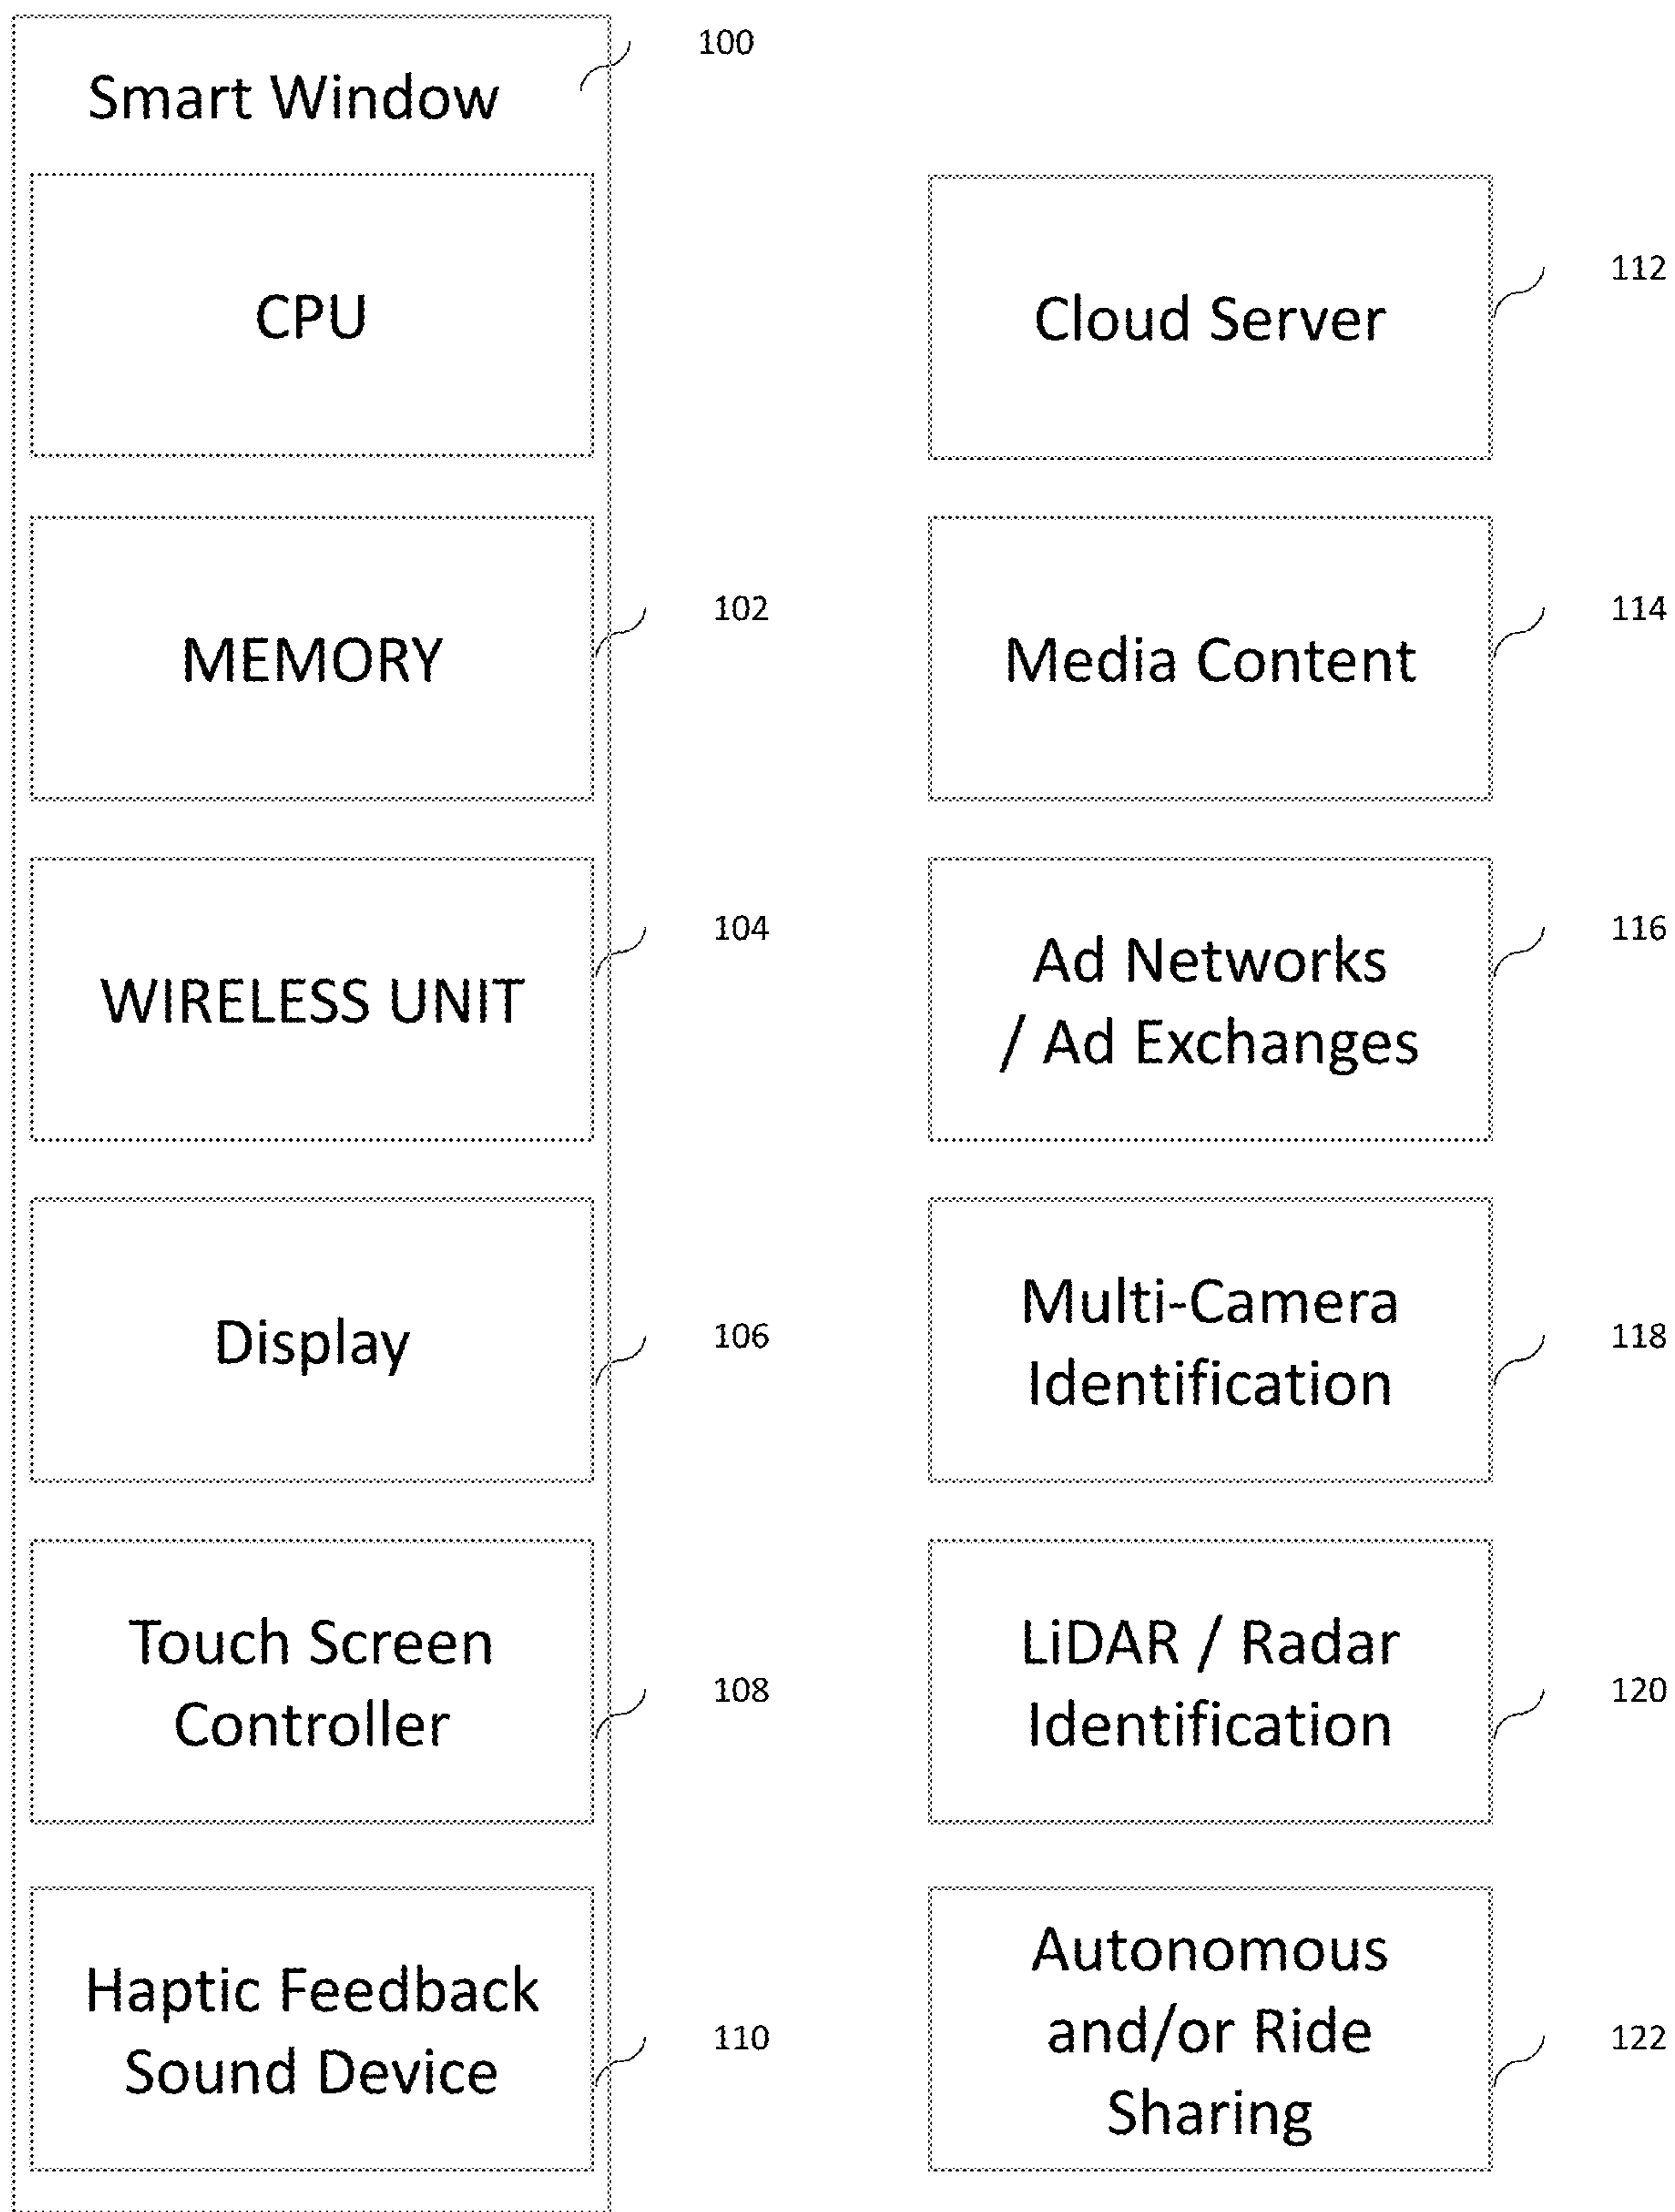 Smart Window
100
CPU
MEMORY
102
WIRELESS UNIT
104
Display
106
Touch Screen
Controller
108
Haptic Feedback
Sound Device
110
Cloud Server
112
Media Content
114
Ad Networks
/ Ad Exchanges
116
Multi-Camera
Identification
118
LiDAR / Radar
Identification
120
Autonomous
and/or Ride
Sharing
122